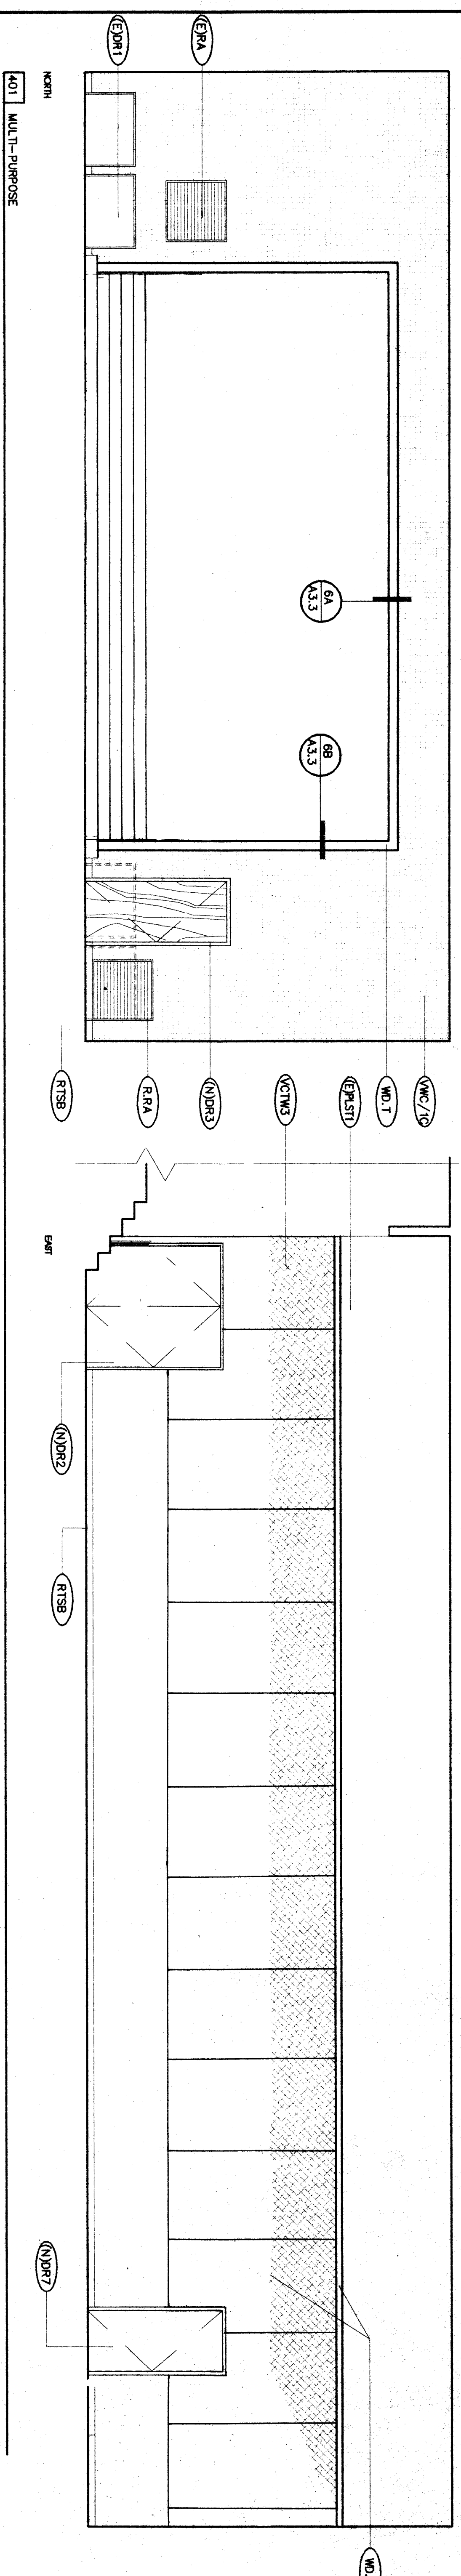 (E)DR1
(E)RA
NORTH
401 MULTI-PURPOSE
6A
A3.3
6B
A3.3
VWC/1C
WD.T
(N)DR3
R.RA
RTSB
(E)PLST1
VCTW3
EAST
(N)DR2
RTSB
(N)DR7
WD.